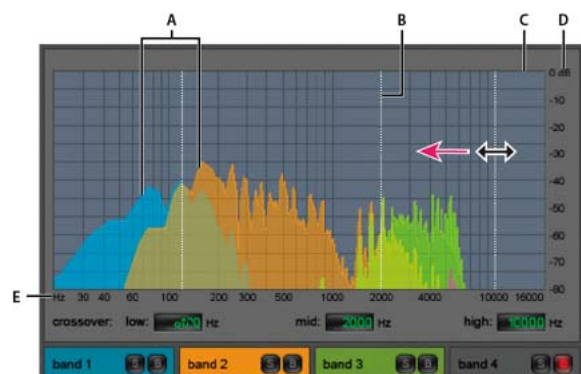 A B C D
0 dB
-10
-20
-30
-40
-50
-60
-70
-80
E
Hz 30 40 60 100 200 300 500 1000 2000 4000 10000 16000
crossover: low: Hz mid: 2000 Hz high: 10000 Hz
band 1 S B band 2 S B band 3 S B band 4 S B